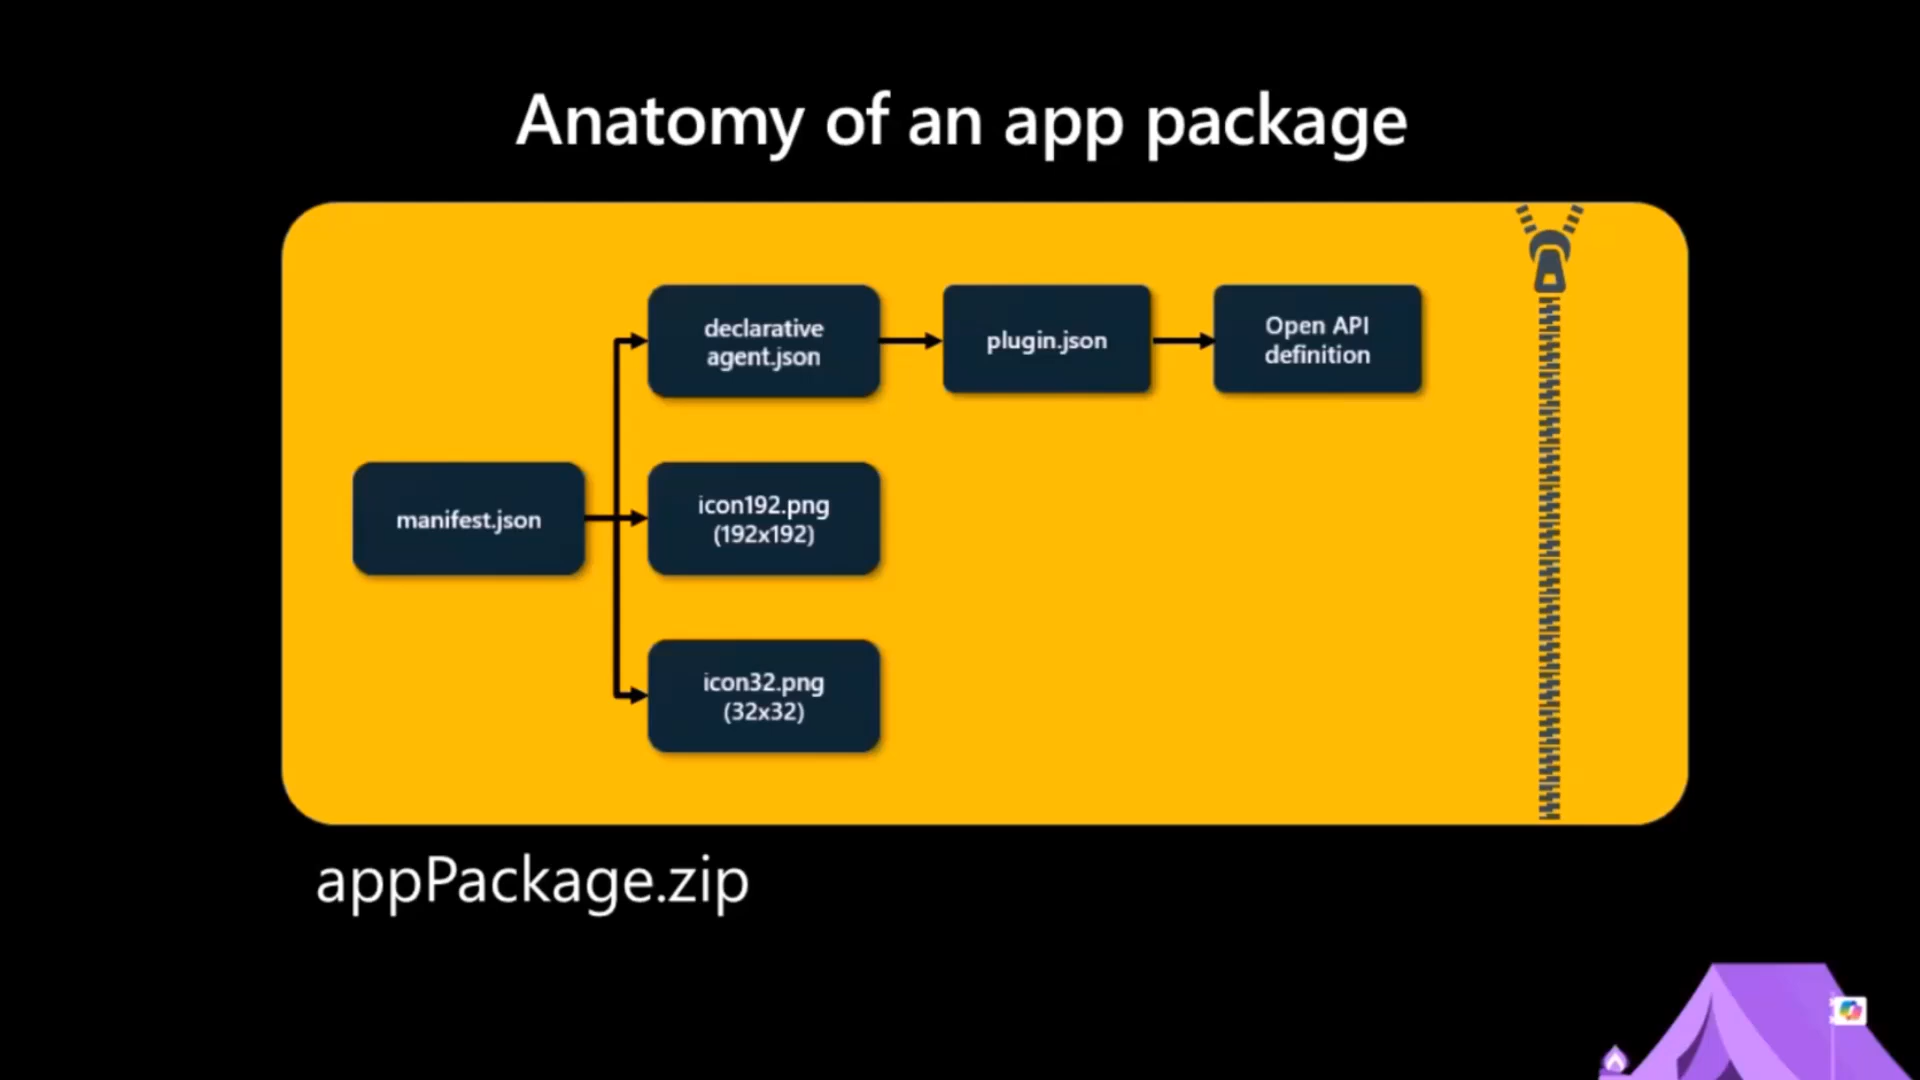 Anatomy of an app package
declarative
agent.json
plugin.json
Open API
definition
manifest.json
icon192.png
(192x192)
icon32.png
(32x32)
appPackage.zip